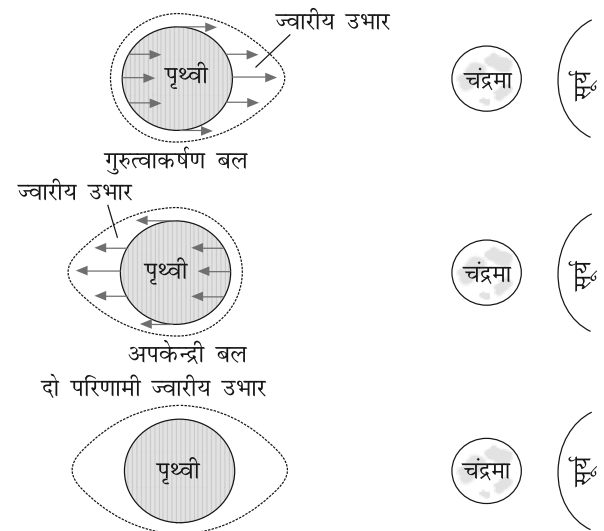 ज्वारीय उभार
पृथ्वी
चंद्रमा
सूर्य
गुरुत्वाकर्षण बल
ज्वारीय उभार
पृथ्वी
चंद्रमा
सूर्य
अपकेन्द्री बल
दो परिणामी ज्वारीय उभार
पृथ्वी
चंद्रमा
सूर्य